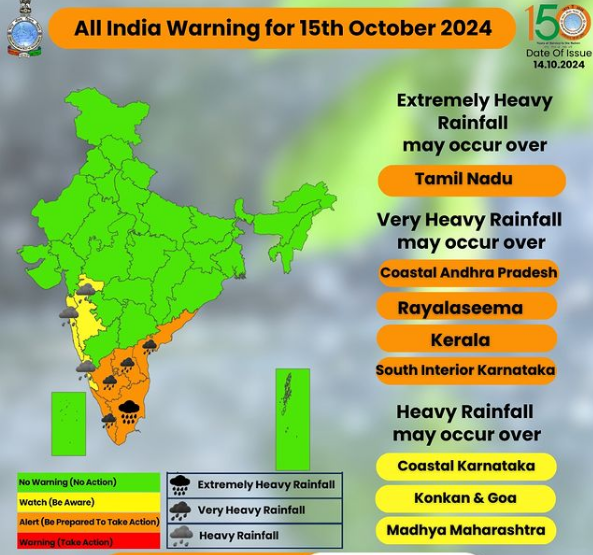 All India Warning for 15th October 2024
150
Date Of Issue
14.10.2024
Extremely Heavy
Rainfall
may occur over
Tamil Nadu
Very Heavy Rainfall
may occur over
Coastal Andhra Pradesh
Rayalaseema
Kerala
South Interior Karnataka
Heavy Rainfall
may occur over
Coastal Karnataka
Konkan & Goa
Madhya Maharashtra
No Warning (No Action)
Watch (Be Aware)
Alert (Be Prepared To Take Action)
Warning (Take Action)
Extremely Heavy Rainfall
Very Heavy Rainfall
Heavy Rainfall